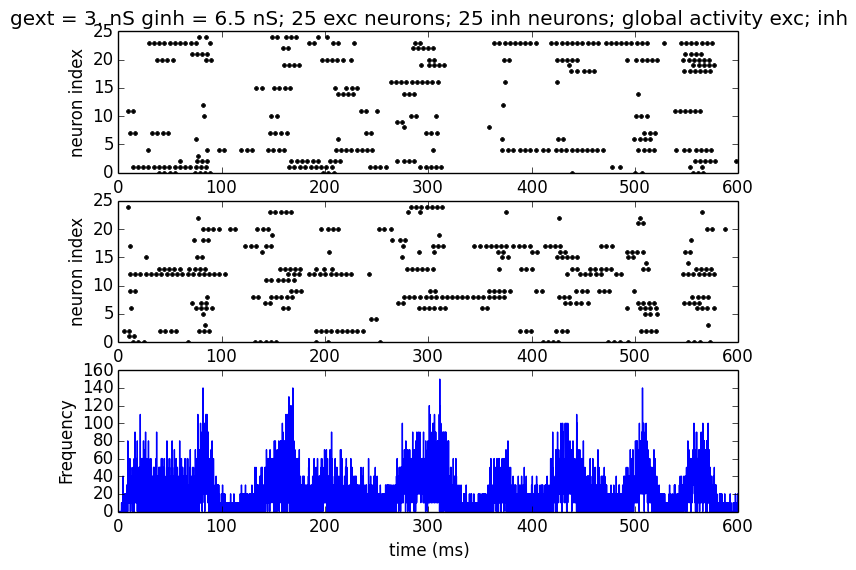 gext = 3, nS ginh = 6.5 nS; 25 exc neurons; 25 inh neurons; global activity exc; inh
25
20
15
10
5
0
neuron index
0 100 200 300 400 500 600
25
20
15
10
5
0
neuron index
0 100 200 300 400 500 600
160
140
120
100
80
60
40
20
0
Frequency
0 100 200 300 400 500 600
time (ms)